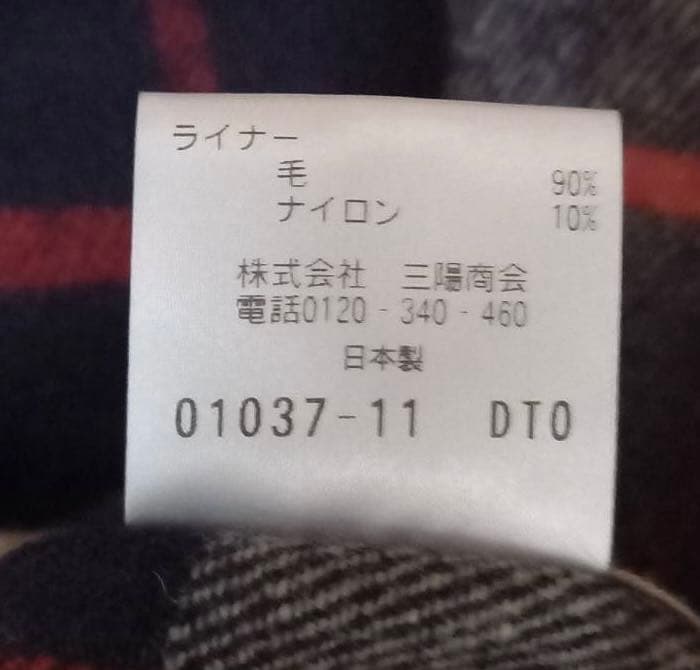 ライナー
毛 90%
ナイロン 10%
株式会社 三陽商会
電話0120-340-460
日本製
01037-11 DTO